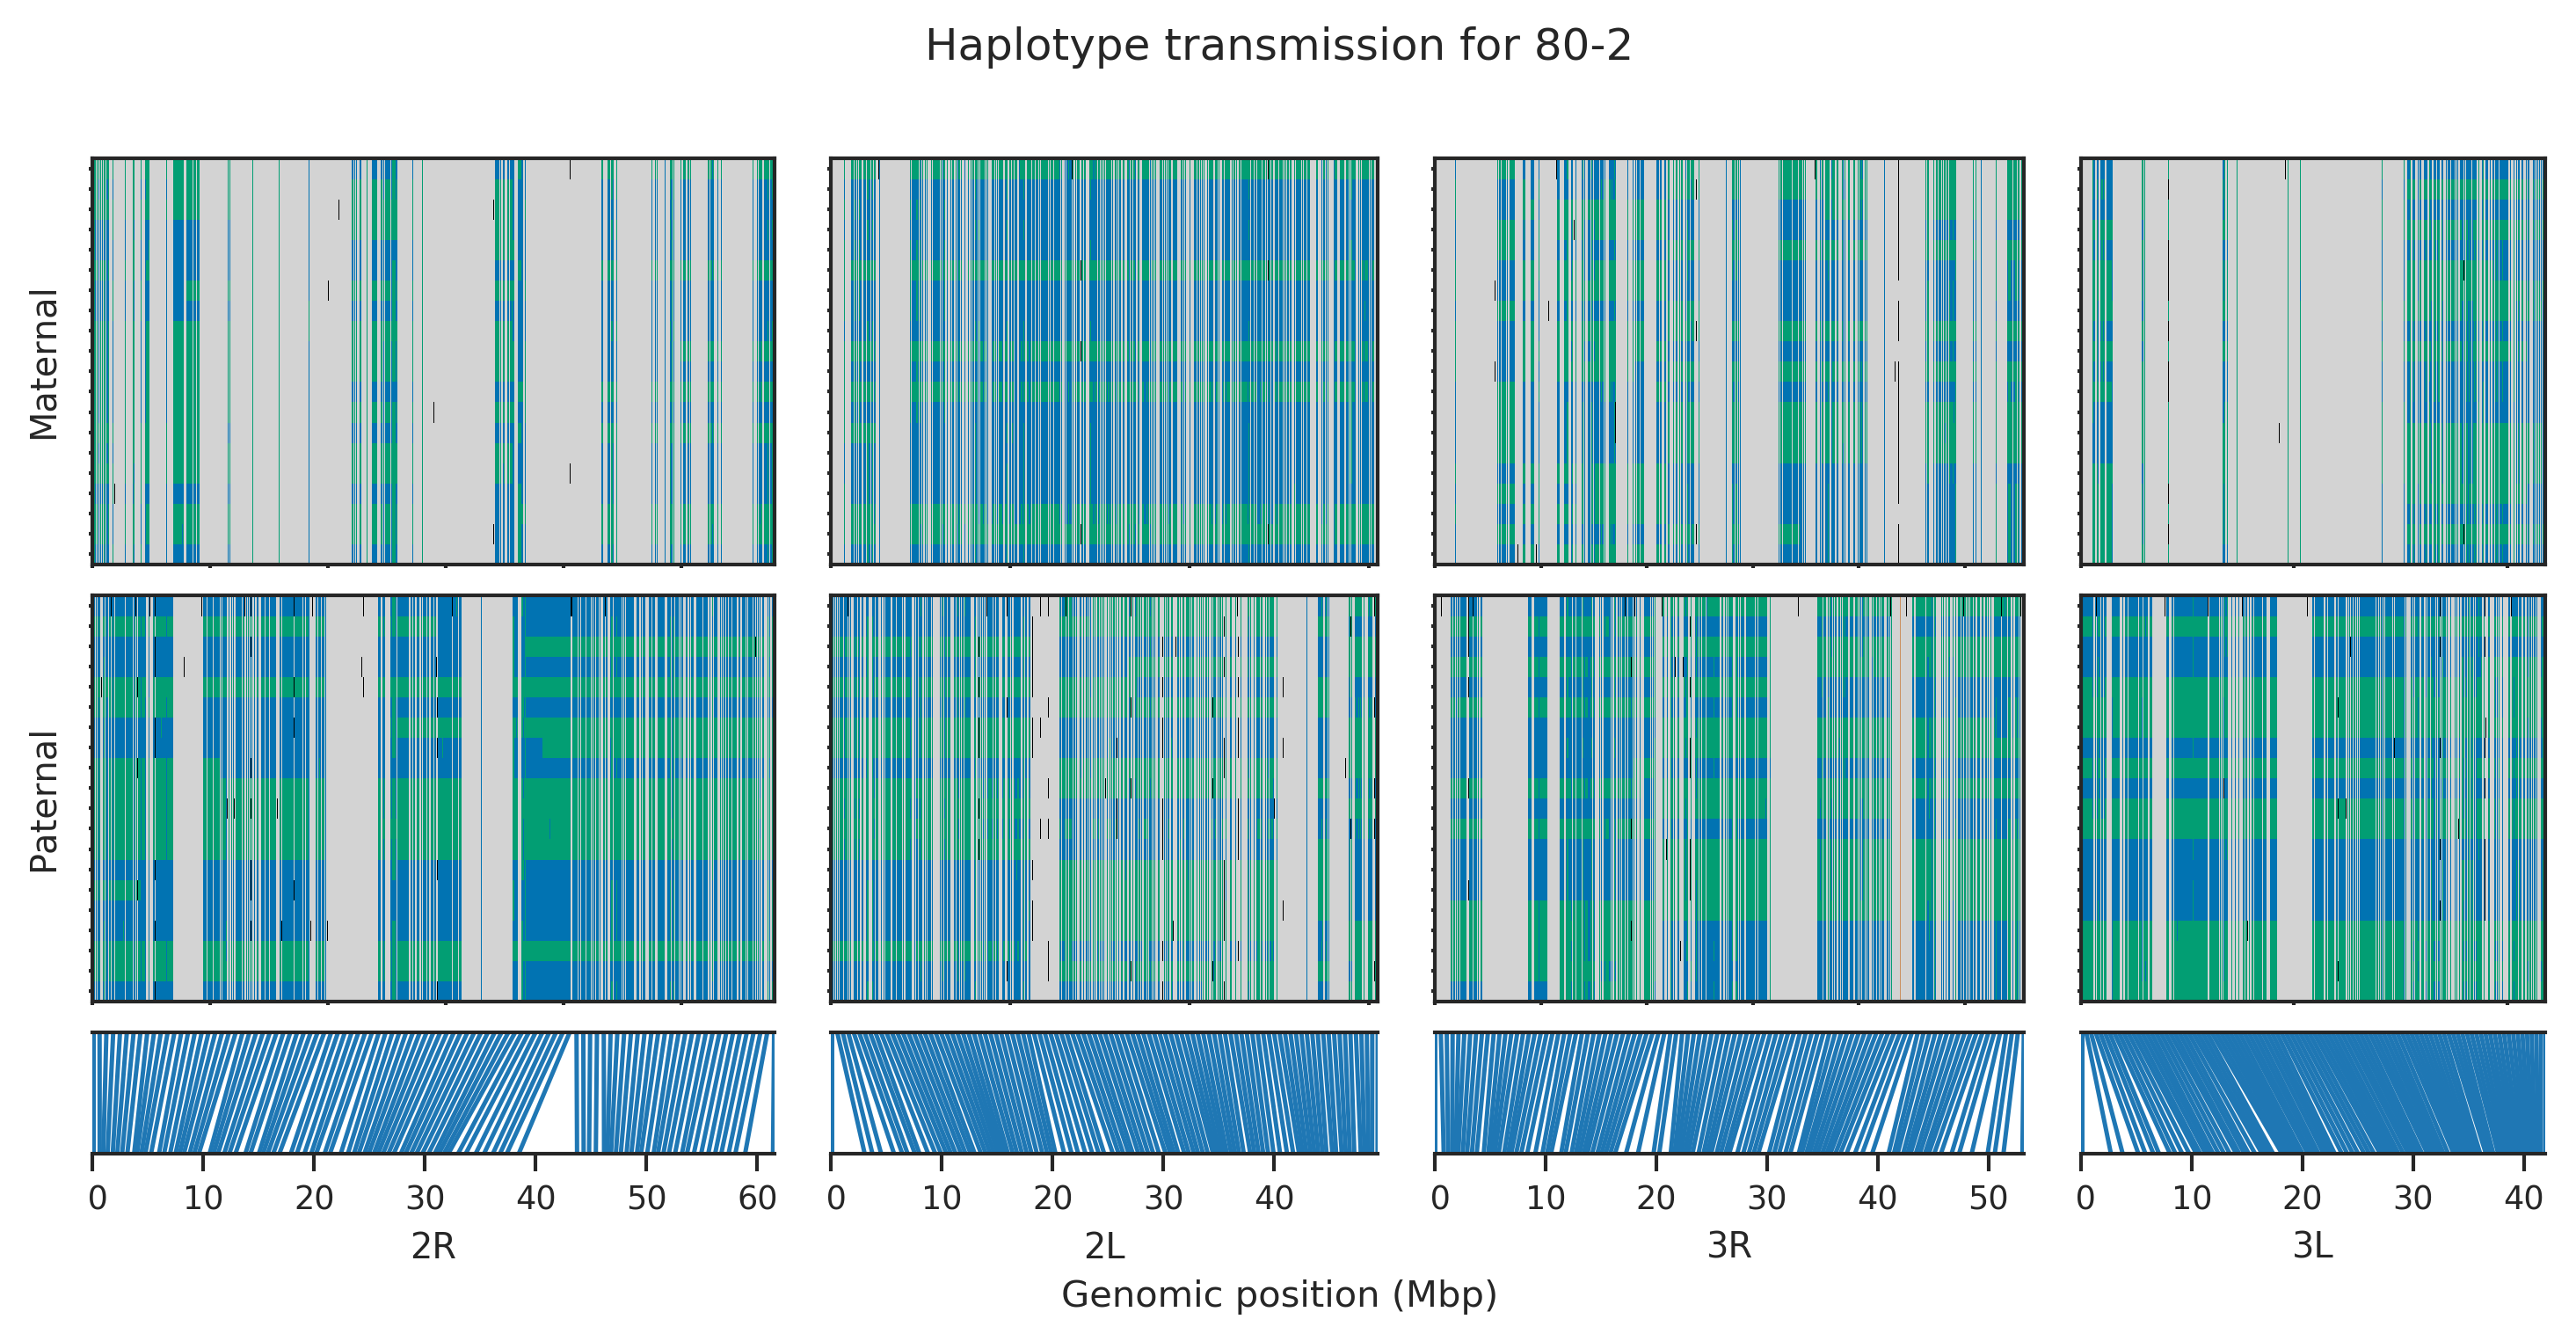 Haplotype transmission for 80-2
Maternal
Paternal
0 10 20 30 40 50 60
0 10 20 30 40
0 10 20 30 40 50
0 10 20 30 40
2R
2L
3R
3L
Genomic position (Mbp)